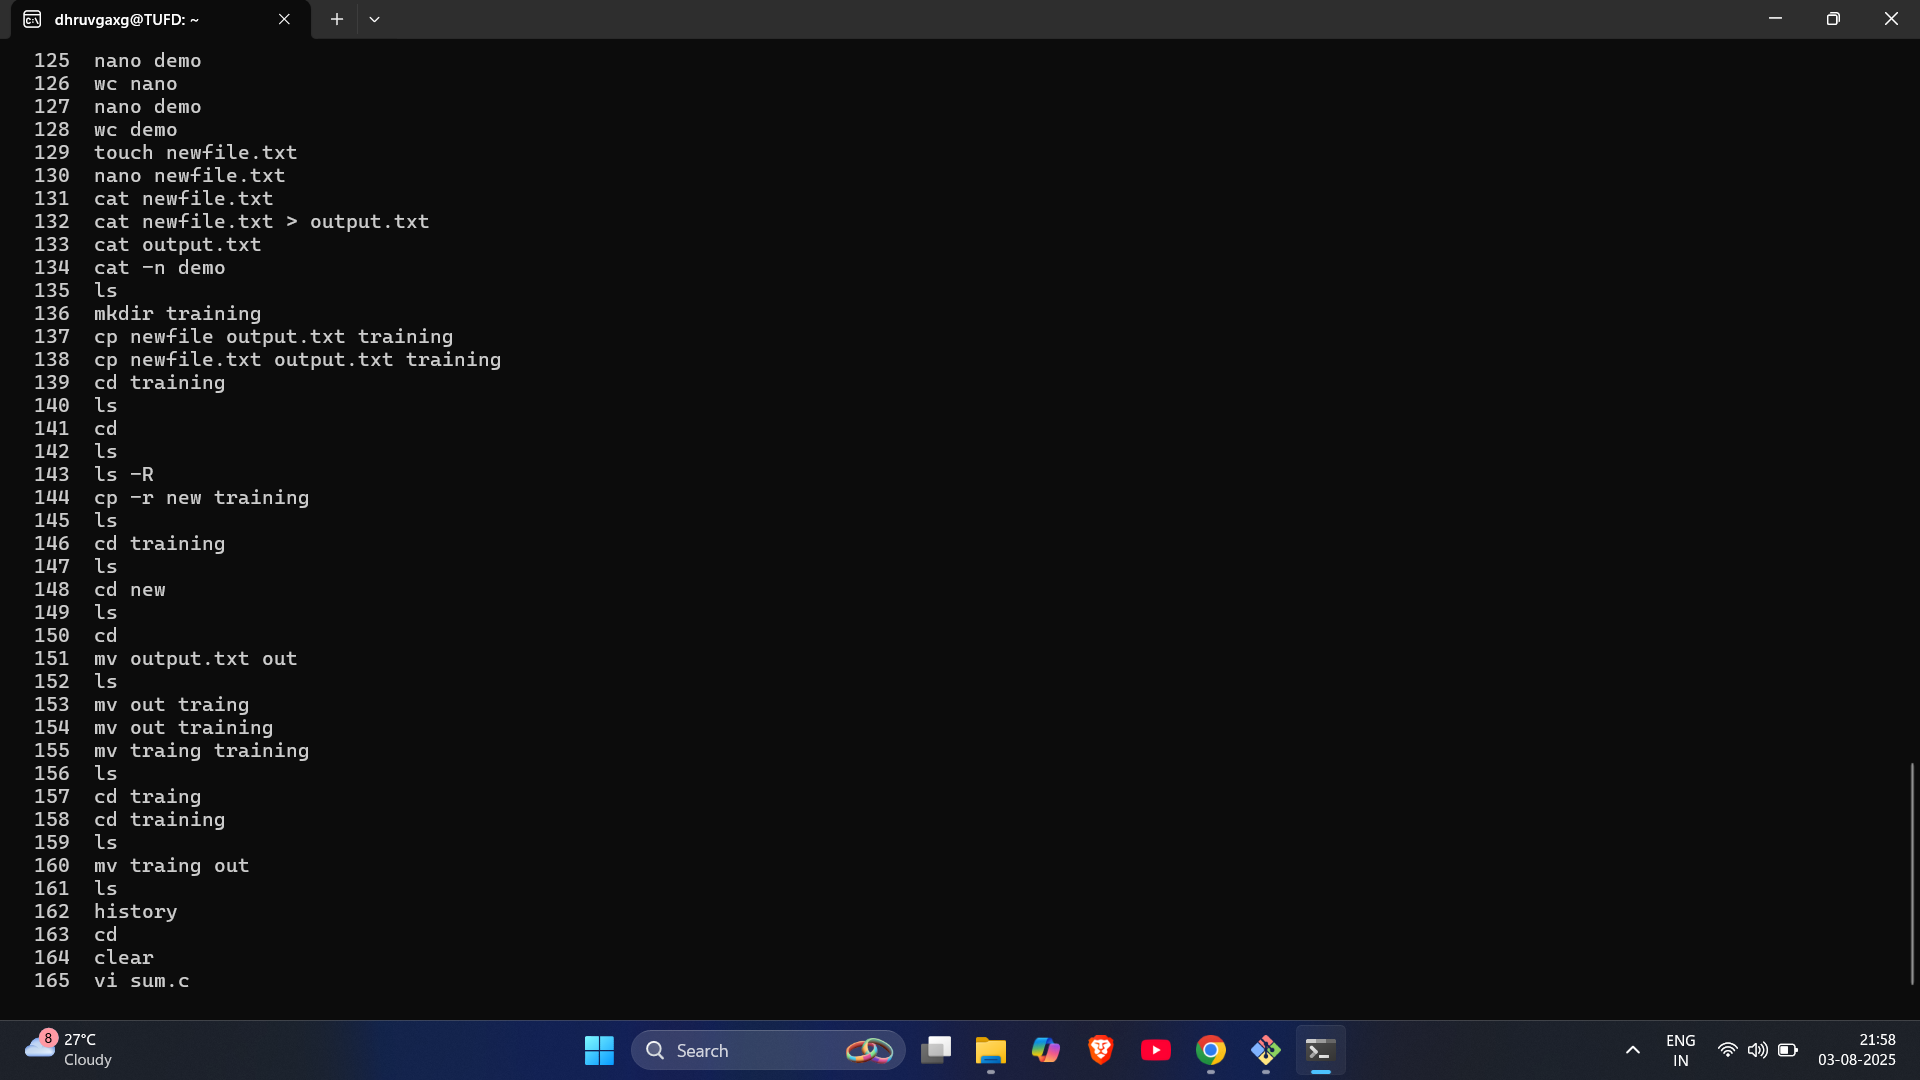 dhruvgaxg@TUFD: ~
125 nano demo
126 wc nano
127 nano demo
128 wc demo
129 touch newfile.txt
130 nano newfile.txt
131 cat newfile.txt
132 cat newfile.txt > output.txt
133 cat output.txt
134 cat -n demo
135 ls
136 mkdir training
137 cp newfile output.txt training
138 cp newfile.txt output.txt training
139 cd training
140 ls
141 cd
142 ls
143 ls -R
144 cp -r new training
145 ls
146 cd training
147 ls
148 cd new
149 ls
150 cd
151 mv output.txt out
152 ls
153 mv out traing
154 mv out training
155 mv traing training
156 ls
157 cd traing
158 cd training
159 ls
160 mv traing out
161 ls
162 history
163 cd
164 clear
165 vi sum.c
8
27°C
Cloudy
Search
ENG
IN
21:58
03-08-2025